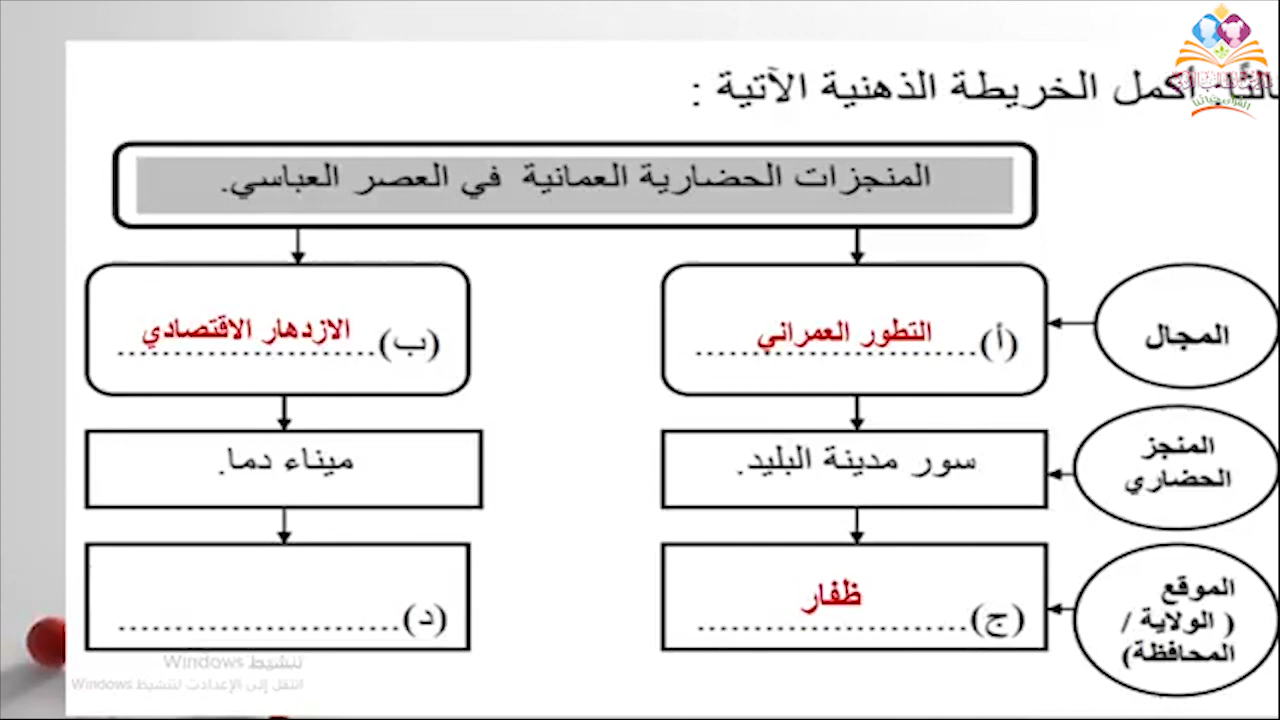 أكمل الخريطة الذهنية الآتية :
المنجزات الحضارية العمانية في العصر العباسي.
المجال
(أ) التطور العمراني
(ب) الازدهار الاقتصادي
المنجز
الحضاري
سور مدينة البليد.
ميناء دما.
الموقع
( الولاية /
المحافظة)
(ج) ظفار
(د)
تنشيط Windows
انتقل إلى الإعدادت لتنشيط Windows